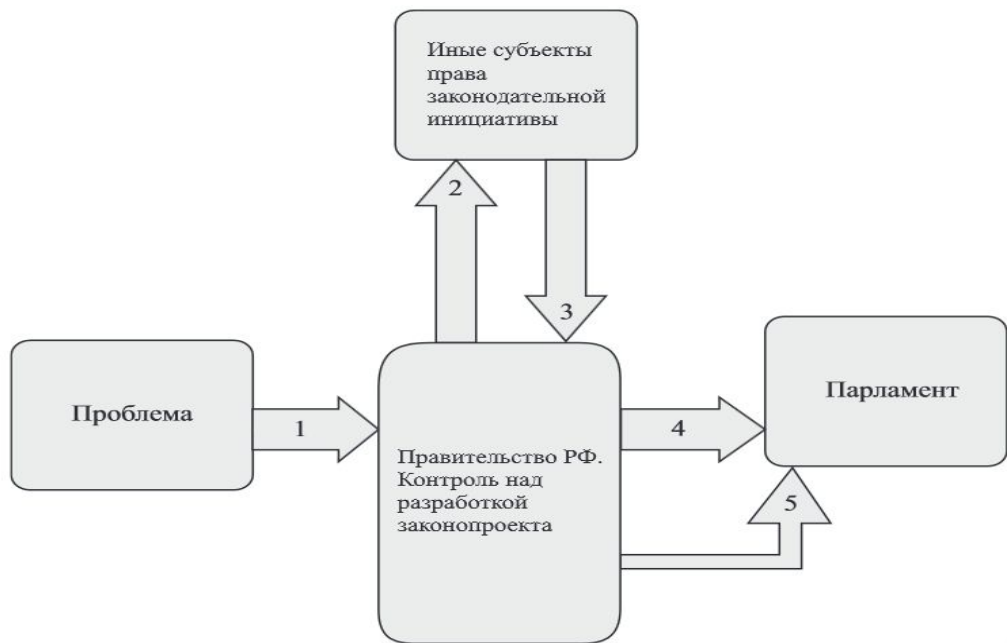 Иные субъекты
права
законодательной
инициативы
2
3
Проблема
1
Правительство РФ.
Контроль над
разработкой
законопроекта
4
Парламент
5